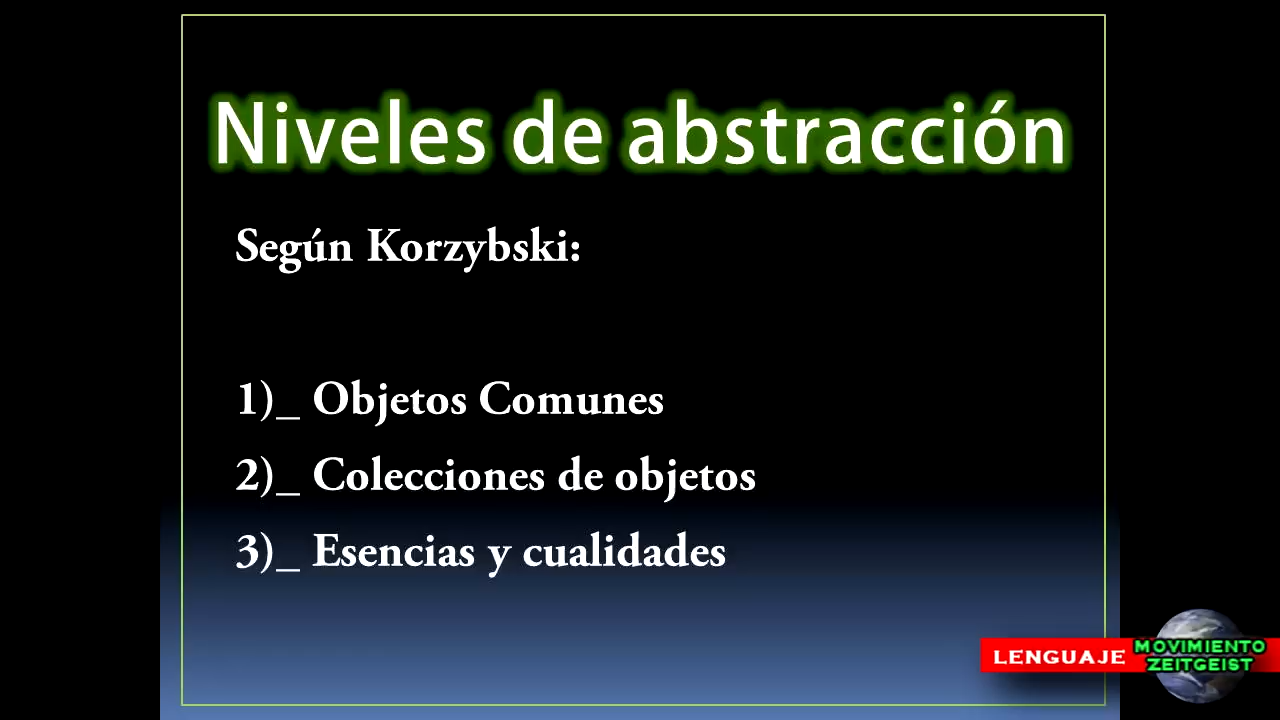 Niveles de abstracción
Según Korzybski:
1)_ Objetos Comunes
2)_ Colecciones de objetos
3)_ Esencias y cualidades
LENGUAJE
MOVIMIENTO
ZEITGEIST